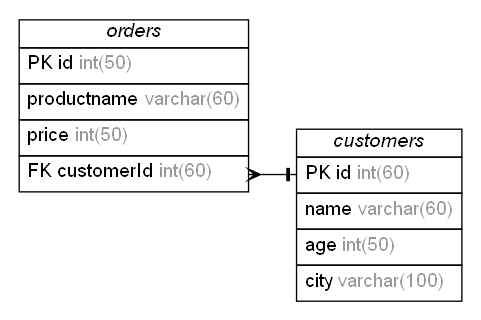 orders
PK id int(50)
productname varchar(60)
price int(50)
FK customerId int(60)
customers
PK id int(60)
name varchar(60)
age int(50)
city varchar(100)